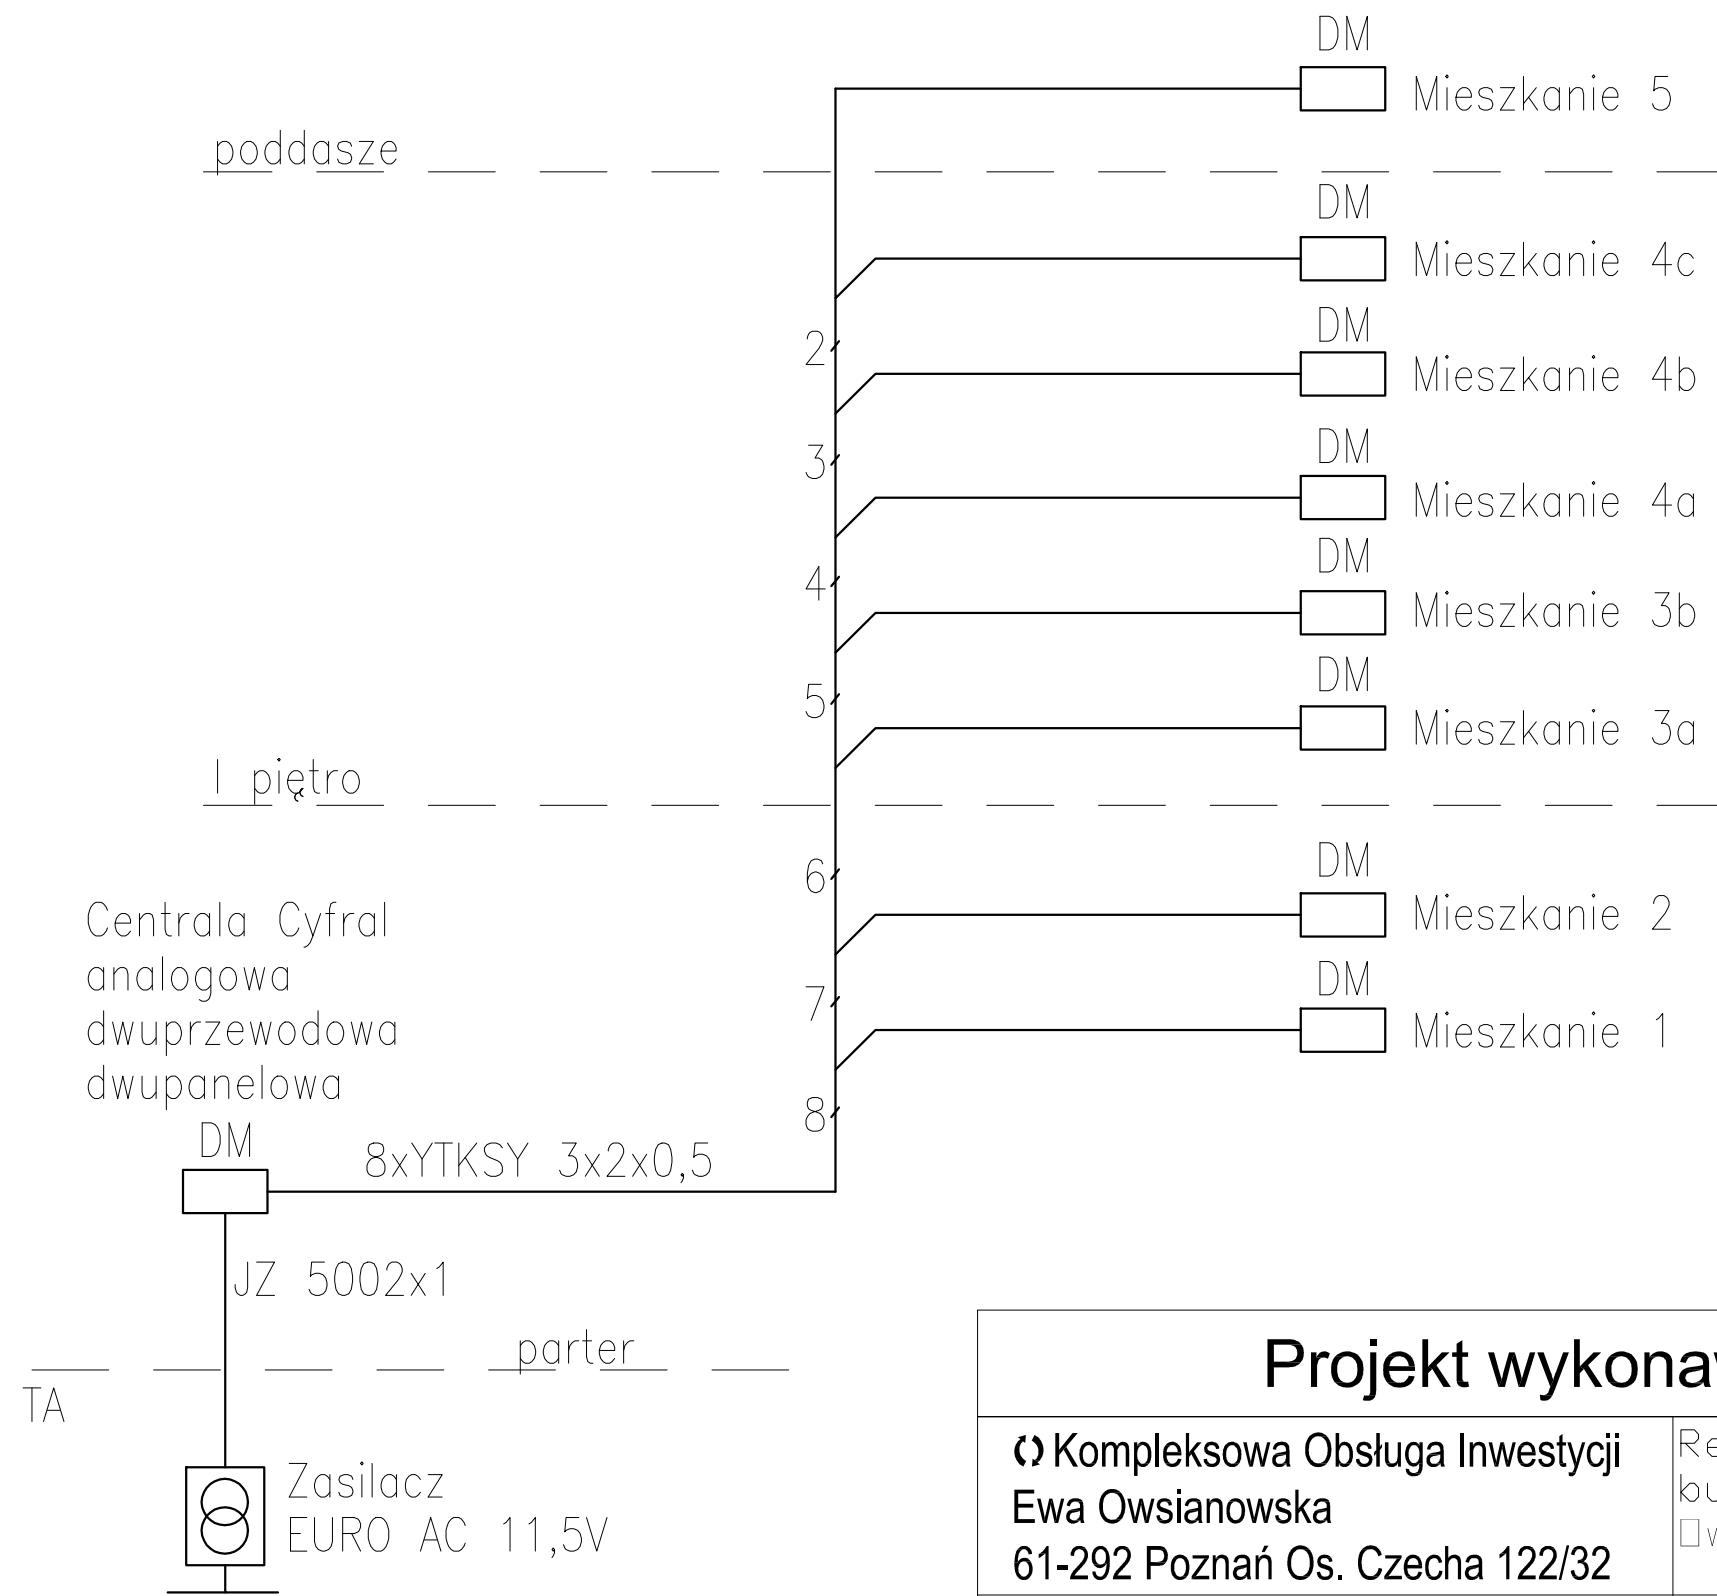 DM
Mieszkanie 5
poddasze
DM
Mieszkanie 4c
DM
2
Mieszkanie 4b
DM
3
Mieszkanie 4a
DM
4
Mieszkanie 3b
DM
5
Mieszkanie 3a
I piętro
DM
6
Mieszkanie 2
Centrala Cyfral
analogowa
dwuprzewodowa
dwupanelowa
DM
7
Mieszkanie 1
8
DM
8xYTKSY 3x2x0,5
JZ 5002x1
parter
TA
Zasilacz
EURO AC 11,5V
Projekt wykona
Kompleksowa Obsługa Inwestycji
Ewa Owsianowska
61-292 Poznań Os. Czecha 122/32
Re
bu